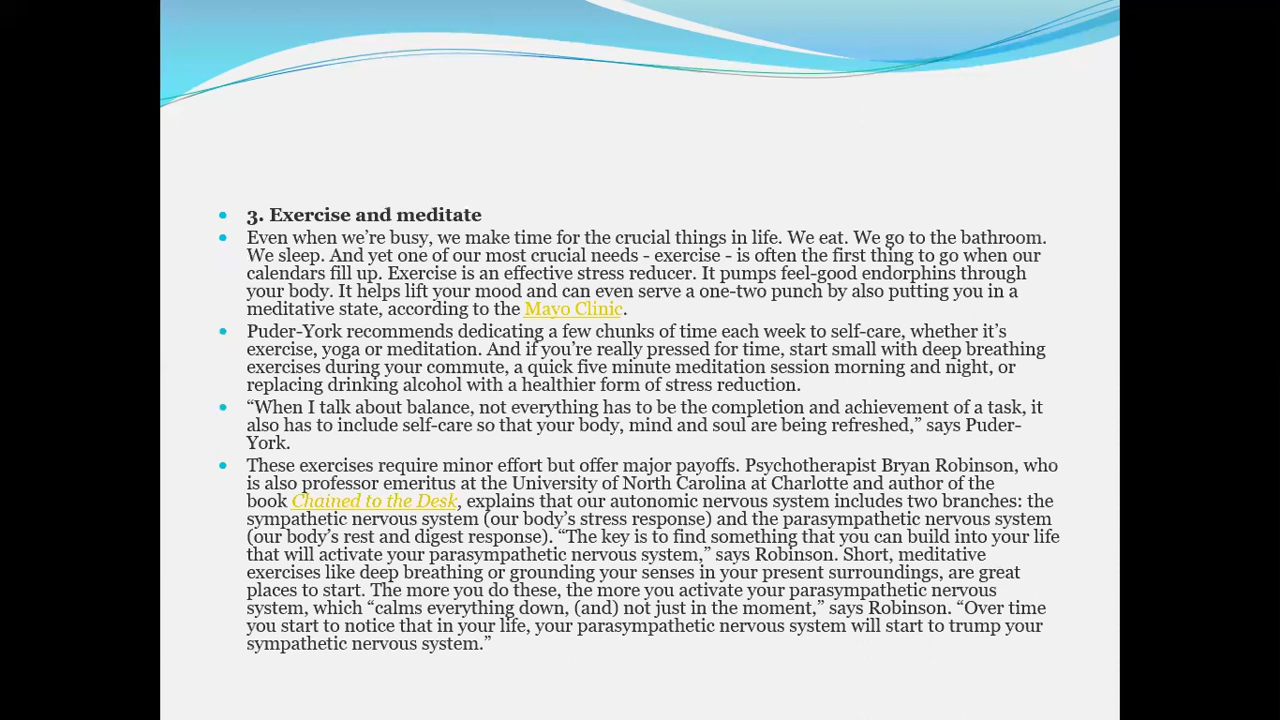 3. Exercise and meditate
Even when we’re busy, we make time for the crucial things in life. We eat. We go to the bathroom.
We sleep. And yet one of our most crucial needs - exercise - is often the first thing to go when our
calendars fill up. Exercise is an effective stress reducer. It pumps feel-good endorphins through
your body. It helps lift your mood and can even serve a one-two punch by also putting you in a
meditative state, according to the Mayo Clinic.
Puder-York recommends dedicating a few chunks of time each week to self-care, whether it’s
exercise, yoga or meditation. And if you’re really pressed for time, start small with deep breathing
exercises during your commute, a quick five minute meditation session morning and night, or
replacing drinking alcohol with a healthier form of stress reduction.
“When I talk about balance, not everything has to be the completion and achievement of a task, it
also has to include self-care so that your body, mind and soul are being refreshed,” says Puder-
York.
These exercises require minor effort but offer major payoffs. Psychotherapist Bryan Robinson, who
is also professor emeritus at the University of North Carolina at Charlotte and author of the
book Chained to the Desk, explains that our autonomic nervous system includes two branches: the
sympathetic nervous system (our body’s stress response) and the parasympathetic nervous system
(our body’s rest and digest response). “The key is to find something that you can build into your life
that will activate your parasympathetic nervous system,” says Robinson. Short, meditative
exercises like deep breathing or grounding your senses in your present surroundings, are great
places to start. The more you do these, the more you activate your parasympathetic nervous
system, which “calms everything down, (and) not just in the moment,” says Robinson. “Over time
you start to notice that in your life, your parasympathetic nervous system will start to trump your
sympathetic nervous system.”